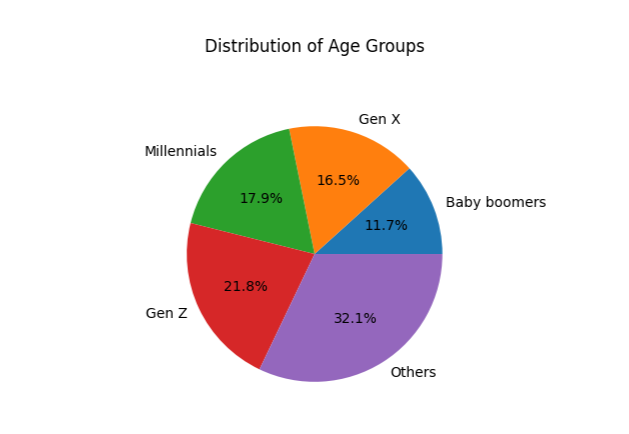 Distribution of Age Groups
Gen X
Millennials
16.5%
17.9%
Baby boomers
11.7%
21.8%
Gen Z
32.1%
Others